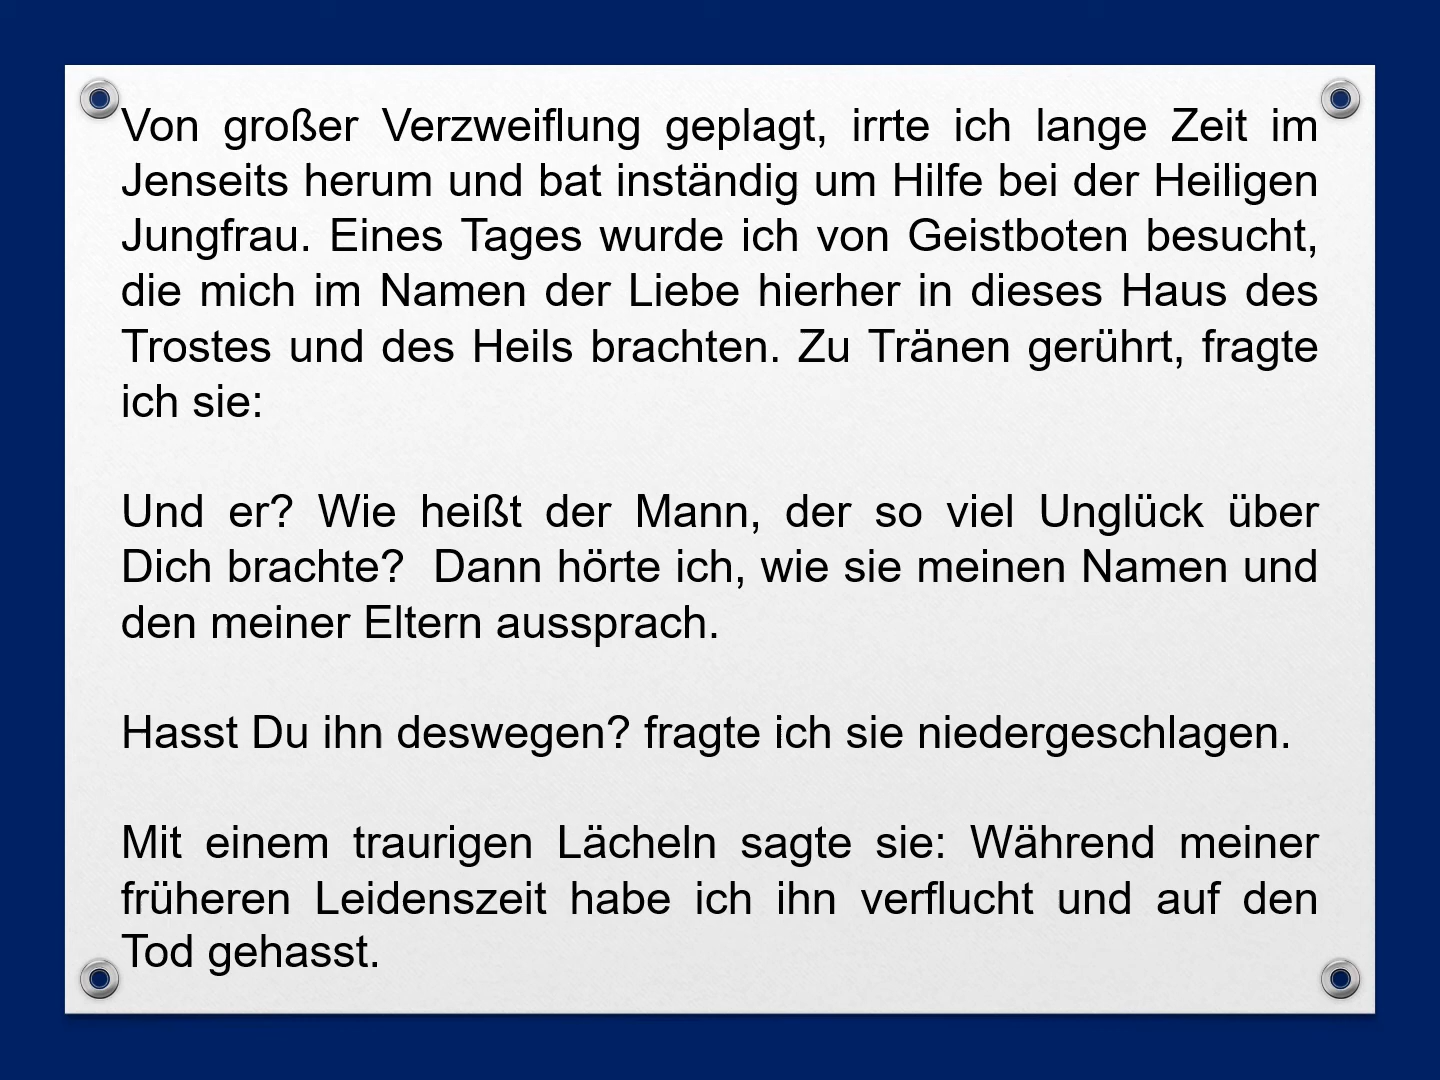 Von großer Verzweiflung geplagt, irrte ich lange Zeit im
Jenseits herum und bat inständig um Hilfe bei der Heiligen
Jungfrau. Eines Tages wurde ich von Geistboten besucht,
die mich im Namen der Liebe hierher in dieses Haus des
Trostes und des Heils brachten. Zu Tränen gerührt, fragte
ich sie:
Und er? Wie heißt der Mann, der so viel Unglück über
Dich brachte?  Dann hörte ich, wie sie meinen Namen und
den meiner Eltern aussprach.
Hasst Du ihn deswegen? fragte ich sie niedergeschlagen.
Mit einem traurigen Lächeln sagte sie: Während meiner
früheren Leidenszeit habe ich ihn verflucht und auf den
Tod gehasst.